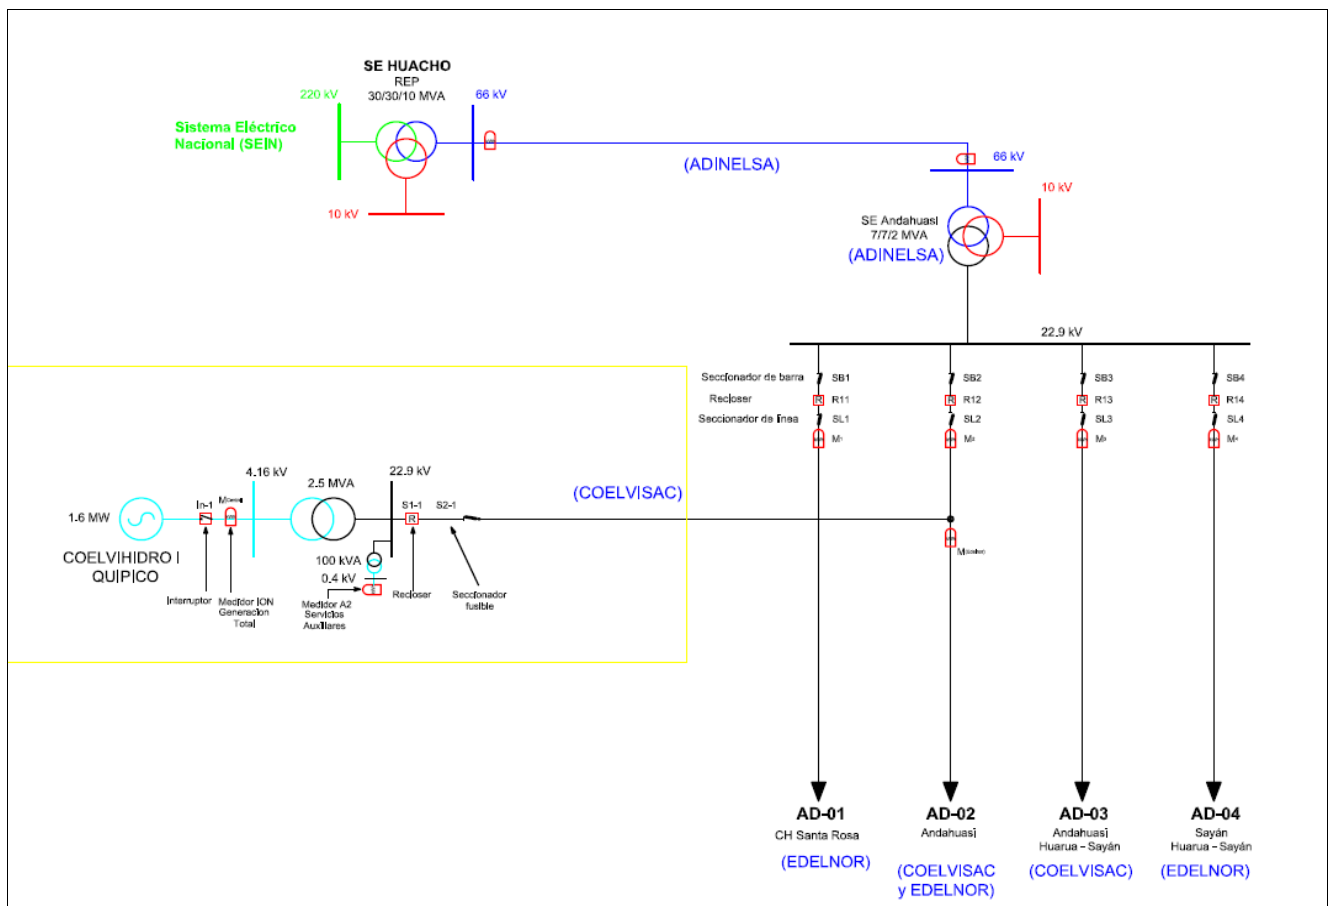 SE HUACHO
REP
30/30/10 MVA
220 kV
66 kV
Sistema Eléctrico
Nacional (SEIN)
10 kV
(ADINELSA)
66 kV
10 kV
SE Andahuasi
7/7/2 MVA
(ADINELSA)
22.9 kV
Seccionador de barra
SB1
SB2
SB3
SB4
Recloser
R R11
R R12
R R13
R R14
Seccionador de línea
SL1
SL2
SL3
SL4
M1
M2
M3
M4
4.16 kV
22.9 kV
2.5 MVA
(COELVISAC)
In-1
S1-1
S2-1
1.6 MW
R
COELVIHIDRO I
QUIPICO
100 kVA
0.4 kV
Interruptor
Medidor ION
Generacion
Total
Medidor A2
Servicios
Auxiliares
Recloser
Seccionador
fusible
AD-01
CH Santa Rosa
(EDELNOR)
AD-02
Andahuasi
(COELVISAC
y EDELNOR)
AD-03
Andahuasi
Huarua - Sayán
(COELVISAC)
AD-04
Sayán
Huarua - Sayán
(EDELNOR)